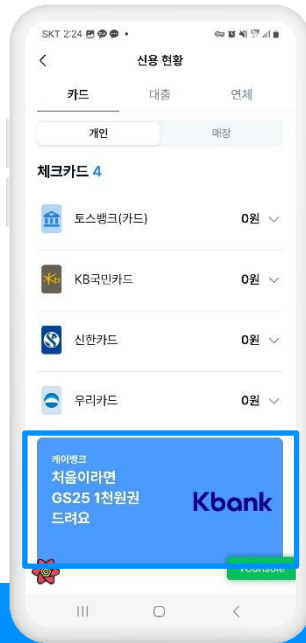 SKT 2:24
신용 현황
카드 대출 연체
개인 매장
체크카드 4
토스뱅크(카드) 0원
KB국민카드 0원
신한카드 0원
우리카드 0원
케이뱅크
처음이라면
GS25 1천원권
드려요
Kbank
vConsole